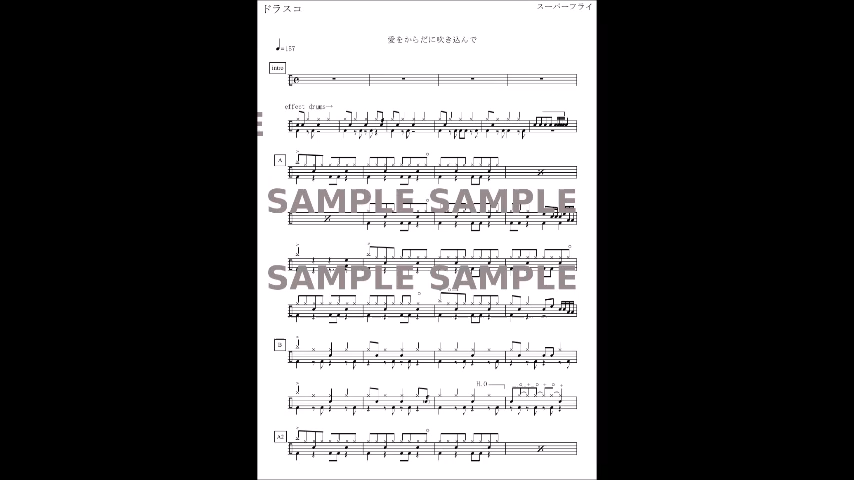 ドラスコ
スーパーフライ
愛をからだに吹き込んで
♩=157
intro
effect drums→
A
SAMPLE SAMPLE
SAMPLE SAMPLE
B
H.O
A2